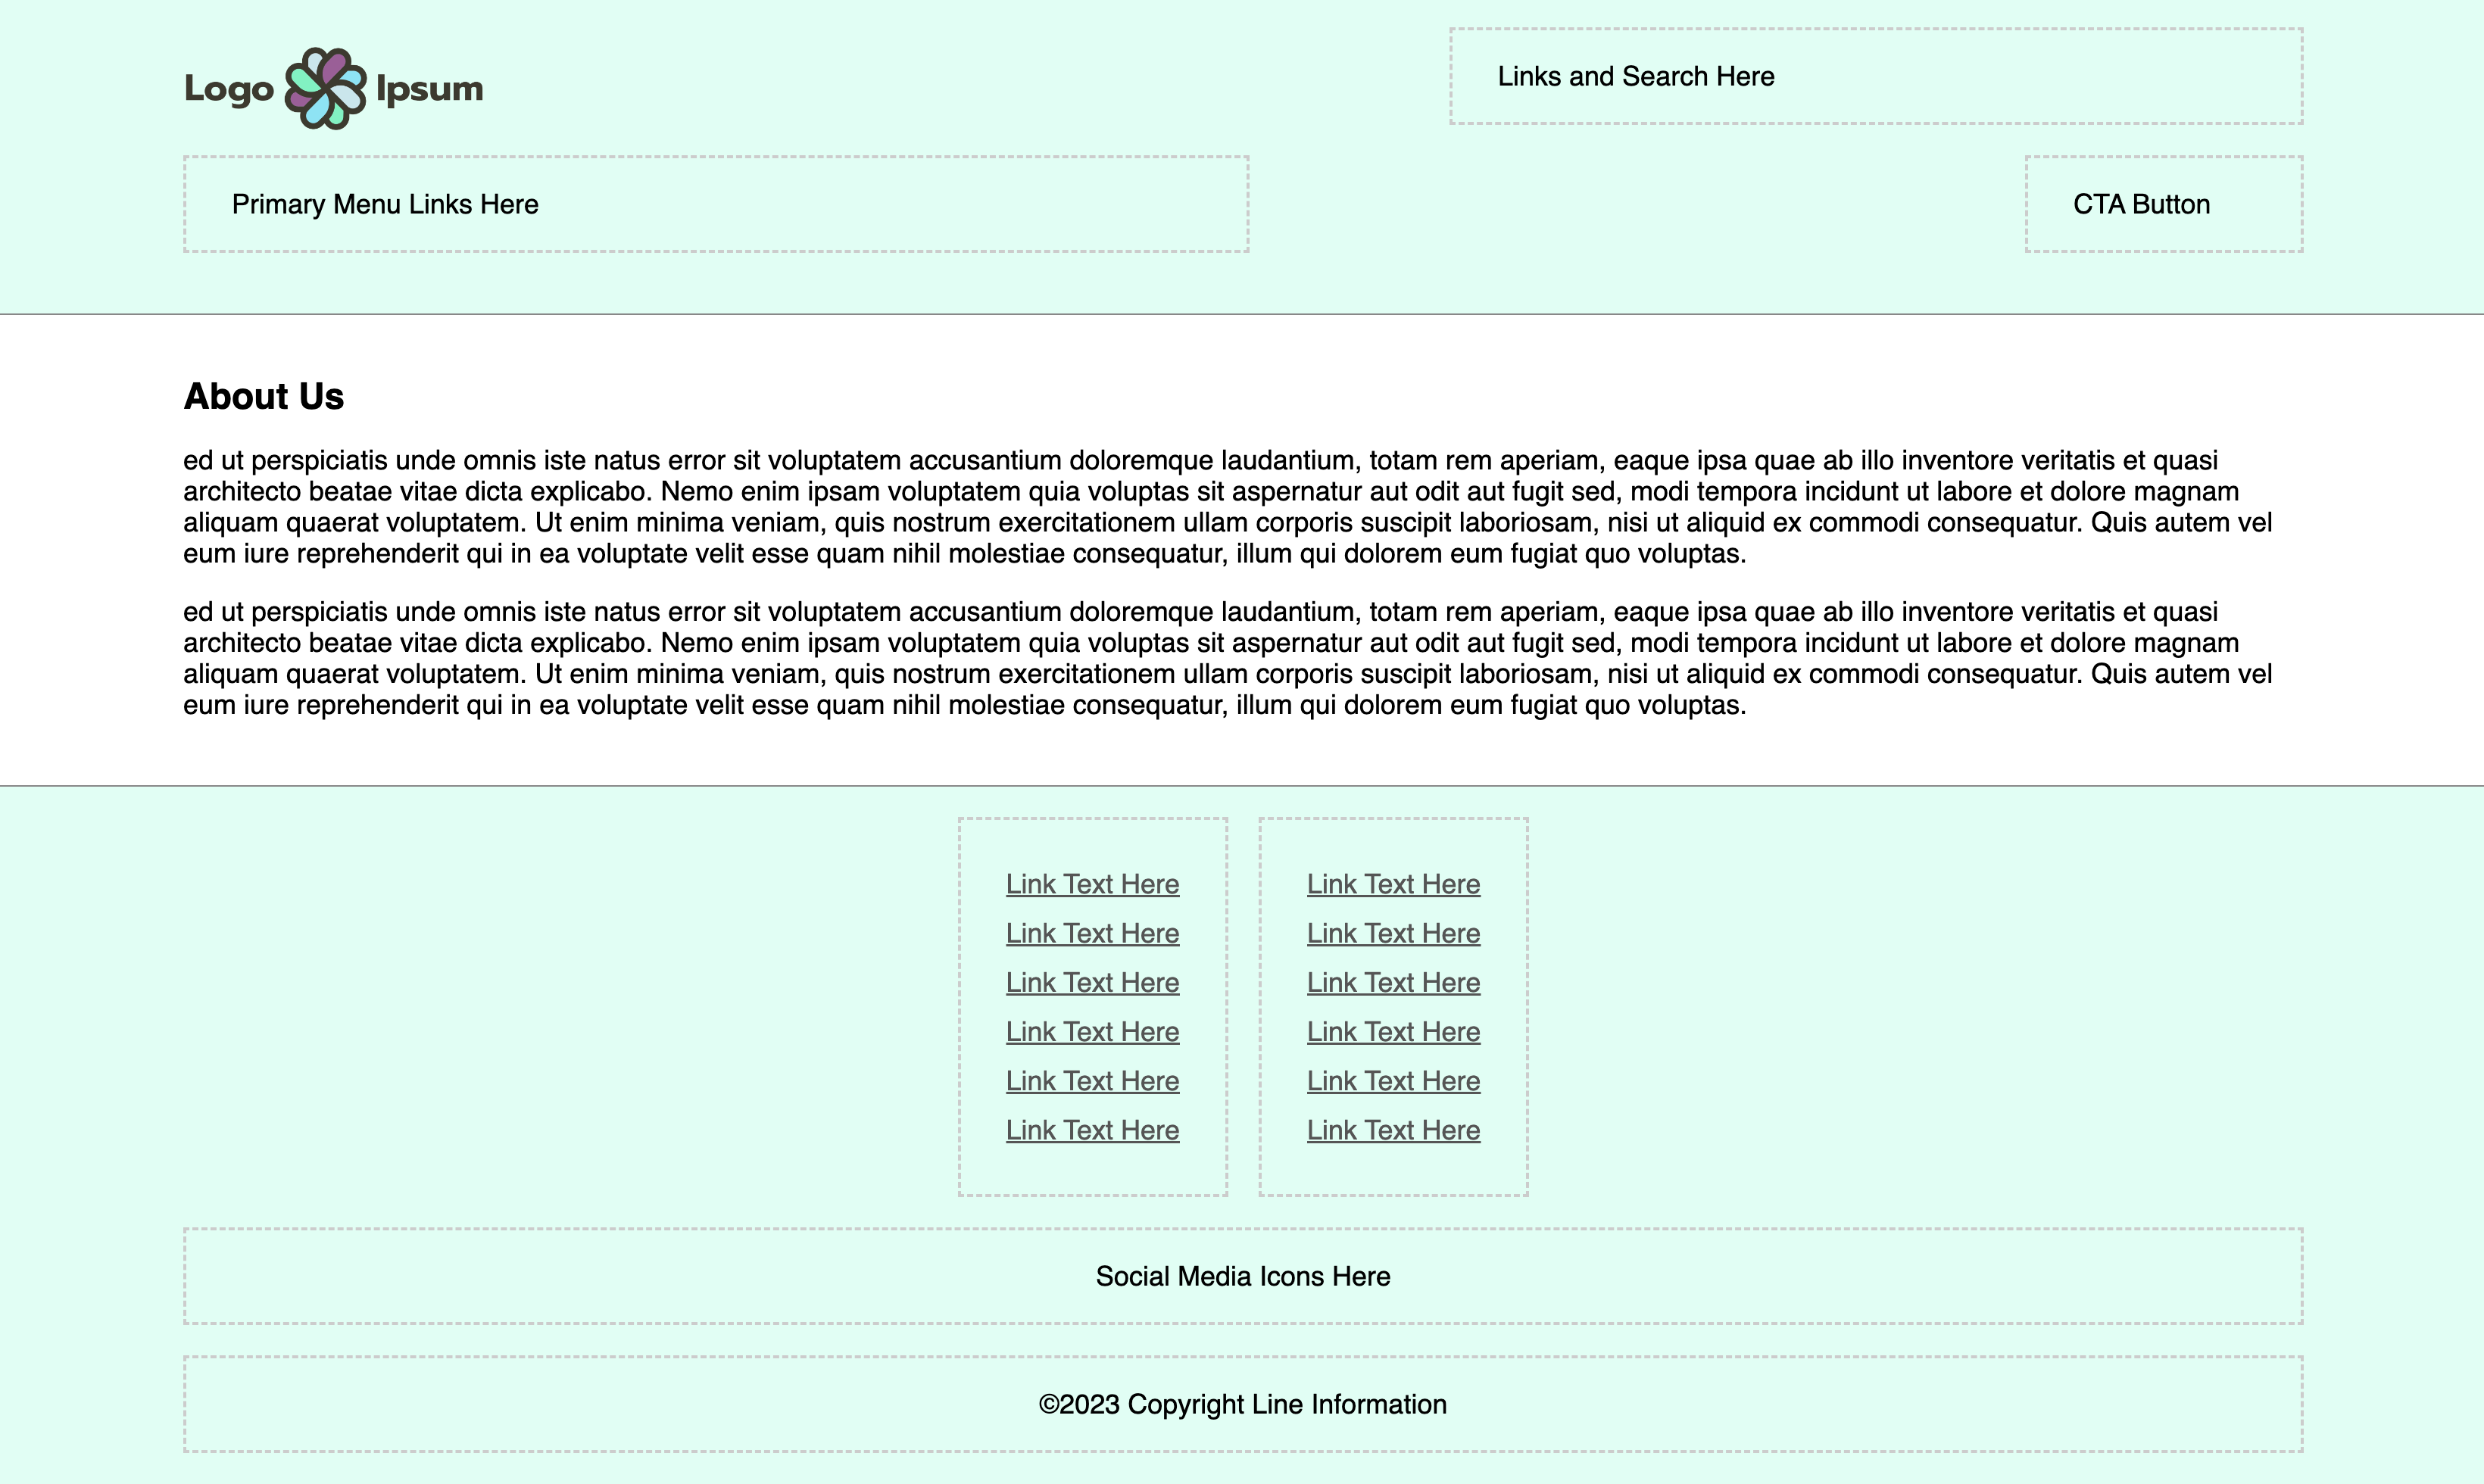 Logo Ipsum
Links and Search Here
Primary Menu Links Here
CTA Button
About Us
ed ut perspiciatis unde omnis iste natus error sit voluptatem accusantium doloremque laudantium, totam rem aperiam, eaque ipsa quae ab illo inventore veritatis et quasi
architecto beatae vitae dicta explicabo. Nemo enim ipsam voluptatem quia voluptas sit aspernatur aut odit aut fugit sed, modi tempora incidunt ut labore et dolore magnam
aliquam quaerat voluptatem. Ut enim minima veniam, quis nostrum exercitationem ullam corporis suscipit laboriosam, nisi ut aliquid ex commodi consequatur. Quis autem vel
eum iure reprehenderit qui in ea voluptate velit esse quam nihil molestiae consequatur, illum qui dolorem eum fugiat quo voluptas.
ed ut perspiciatis unde omnis iste natus error sit voluptatem accusantium doloremque laudantium, totam rem aperiam, eaque ipsa quae ab illo inventore veritatis et quasi
architecto beatae vitae dicta explicabo. Nemo enim ipsam voluptatem quia voluptas sit aspernatur aut odit aut fugit sed, modi tempora incidunt ut labore et dolore magnam
aliquam quaerat voluptatem. Ut enim minima veniam, quis nostrum exercitationem ullam corporis suscipit laboriosam, nisi ut aliquid ex commodi consequatur. Quis autem vel
eum iure reprehenderit qui in ea voluptate velit esse quam nihil molestiae consequatur, illum qui dolorem eum fugiat quo voluptas.
Link Text Here
Link Text Here
Link Text Here
Link Text Here
Link Text Here
Link Text Here
Link Text Here
Link Text Here
Link Text Here
Link Text Here
Link Text Here
Link Text Here
Social Media Icons Here
©2023 Copyright Line Information